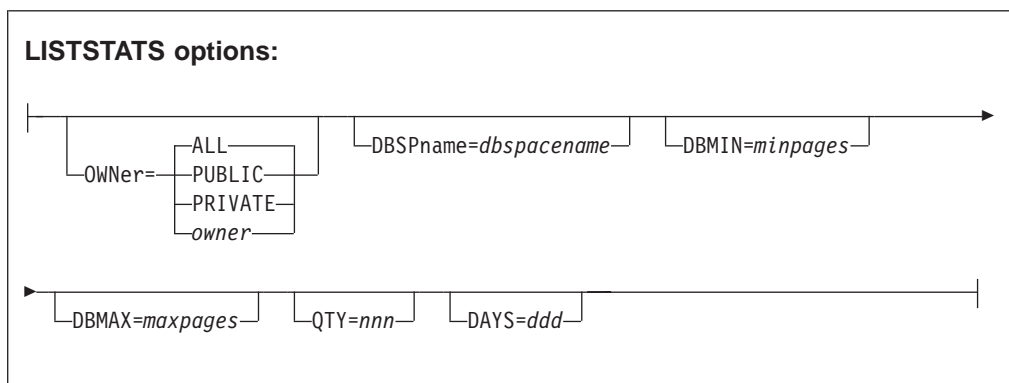 LISTSTATS options:
ALL
OWNer= PUBLIC
PRIVATE
owner
DBSPname=dbspacename
DBMIN=minpages
DBMAX=maxpages
QTY=nnn
DAYS=ddd